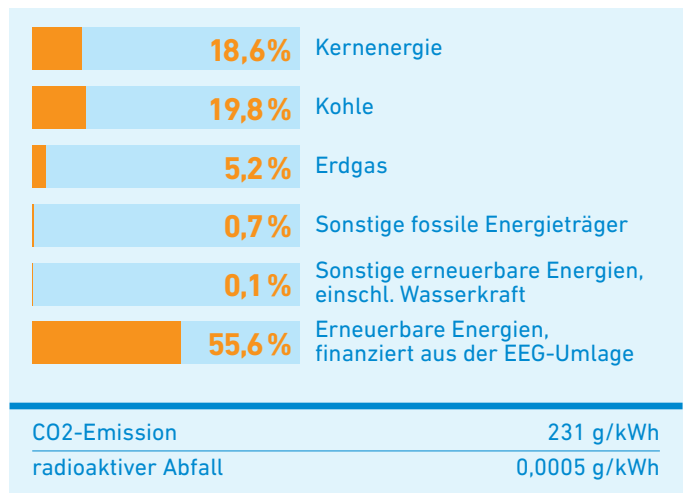 18,6% Kernenergie
19,8% Kohle
5,2% Erdgas
0,7% Sonstige fossile Energieträger
0,1% Sonstige erneuerbare Energien,
einschl. Wasserkraft
55,6% Erneuerbare Energien,
finanziert aus der EEG-Umlage
CO2-Emission 231 g/kWh
radioaktiver Abfall 0,0005 g/kWh